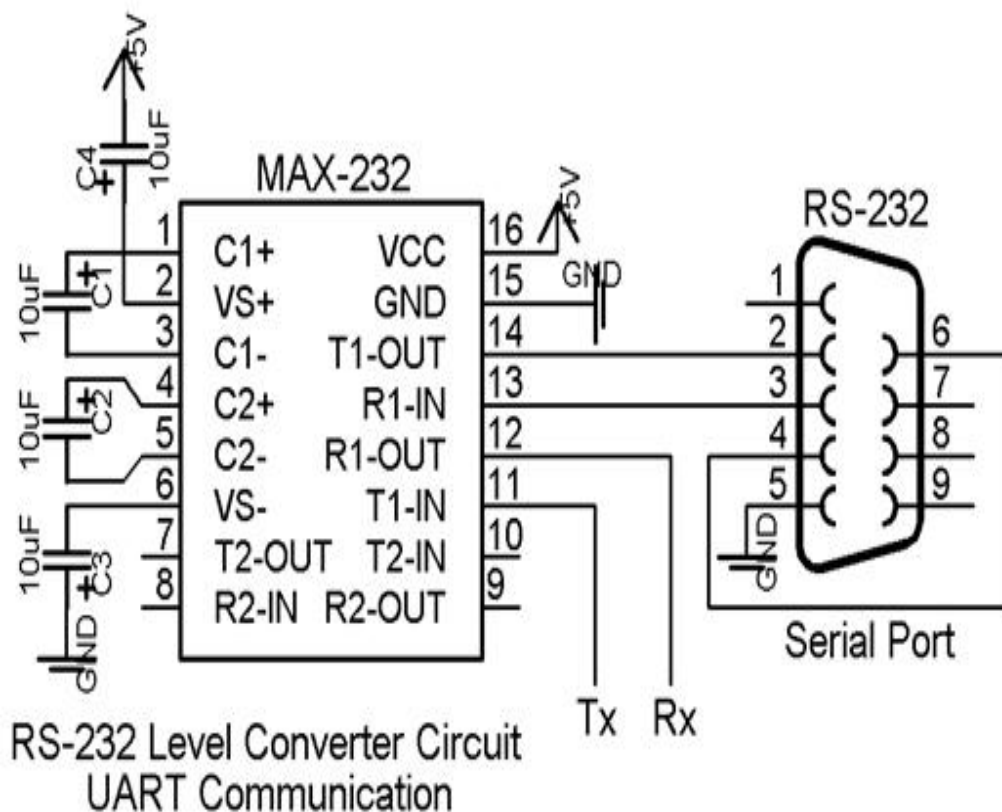 +5V
C4
+
10uF
MAX-232
1
C1+
VCC
16
+5V
2
VS+
GND
15
GND
3
C1-
T1-OUT
14
4
C2+
R1-IN
13
5
C2-
R1-OUT
12
6
VS-
T1-IN
11
7
T2-OUT
T2-IN
10
8
R2-IN
R2-OUT
9
10uF
+
C1
10uF
+
C2
10uF
+
C3
GND
RS-232
1
2
3
4
5
6
7
8
9
GND
Serial Port
Tx Rx
RS-232 Level Converter Circuit
UART Communication